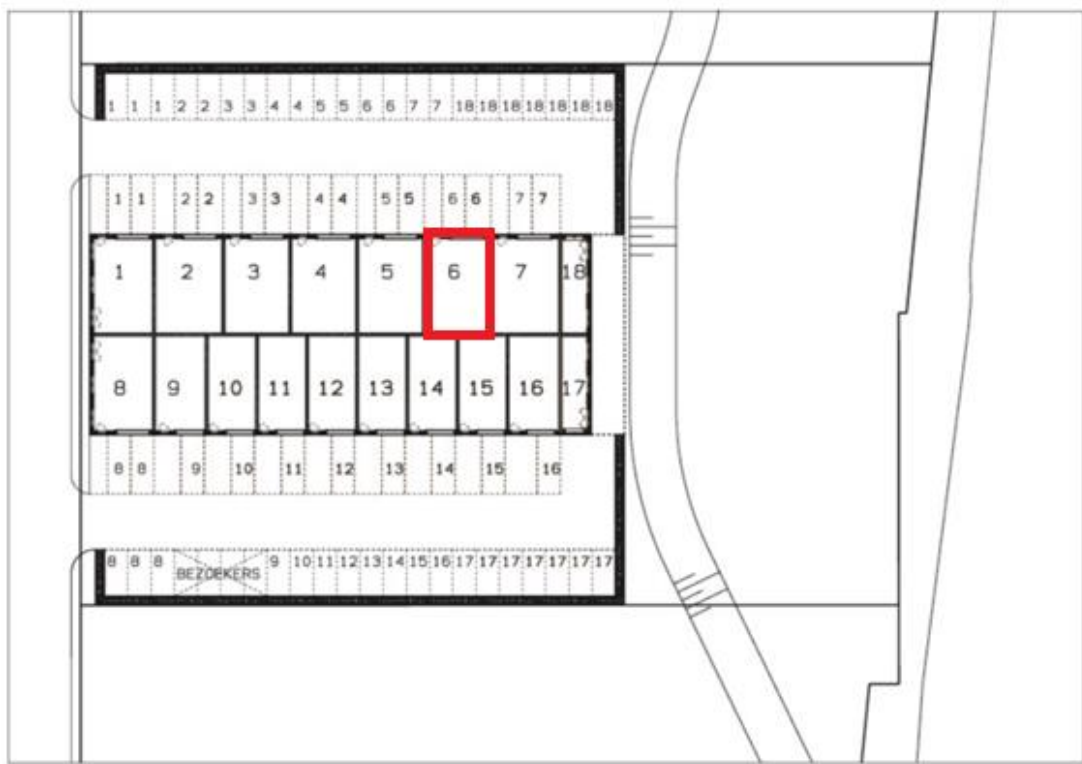 1 1 1 2 2 3 3 4 4 5 5 6 6 7 7 18 18 18 18 18 18 18
1 1 2 2 3 3 4 4 5 5 6 6 7 7
1 2 3 4 5 6 7 18
8 9 10 11 12 13 14 15 16 17
8 8 9 10 11 12 13 14 15 16
8 8 8 BEZOEKERS 9 10 11 12 13 14 15 16 17 17 17 17 17 17 17